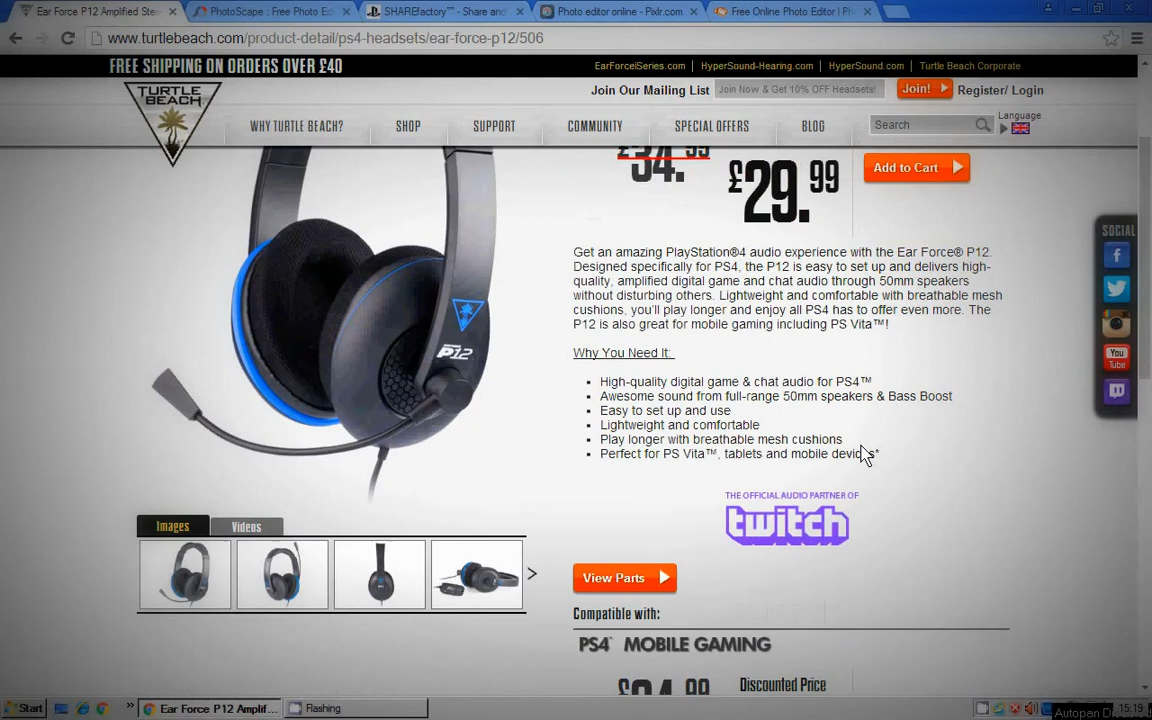 Ear Force P12 Amplified Ste
PhotoScape : Free Photo Ed
SHAREfactory™ - Share and
Photo editor online - Pixlr.com
Free Online Photo Editor | Ph
www.turtlebeach.com/product-detail/ps4-headsets/ear-force-p12/506
FREE SHIPPING ON ORDERS OVER £40
EarForceiSeries.com | HyperSound-Hearing.com | HyperSound.com | Turtle Beach Corporate
TURTLE BEACH
Join Our Mailing List
Join Now & Get 10% OFF Headsets!
Join!
Register/ Login
WHY TURTLE BEACH?
SHOP
SUPPORT
COMMUNITY
SPECIAL OFFERS
BLOG
Search
Language
£34.99
£29.99
Add to Cart
SOCIAL
Get an amazing PlayStation®4 audio experience with the Ear Force® P12.
Designed specifically for PS4, the P12 is easy to set up and delivers high-
quality, amplified digital game and chat audio through 50mm speakers
without disturbing others. Lightweight and comfortable with breathable mesh
cushions, you'll play longer and enjoy all PS4 has to offer even more. The
P12 is also great for mobile gaming including PS Vita™!
Why You Need It:
High-quality digital game & chat audio for PS4™
Awesome sound from full-range 50mm speakers & Bass Boost
Easy to set up and use
Lightweight and comfortable
Play longer with breathable mesh cushions
Perfect for PS Vita™, tablets and mobile devices*
P12
You
Tube
THE OFFICIAL AUDIO PARTNER OF
twitch
Images
Videos
View Parts
Compatible with:
PS4™ MOBILE GAMING
Discounted Price
Start
Ear Force P12 Amplif...
Flashing
15:19